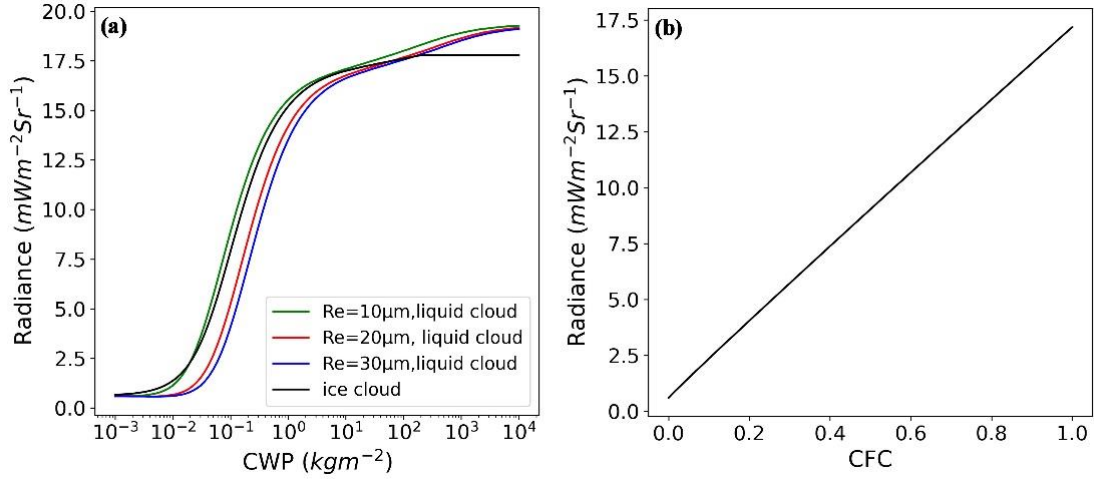 (a)
20.0
17.5
15.0
12.5
10.0
7.5
5.0
2.5
0.0
Radiance (mWm⁻²Sr⁻¹)
Re=10μm,liquid cloud
Re=20μm, liquid cloud
Re=30μm,liquid cloud
ice cloud
10⁻³ 10⁻² 10⁻¹ 10⁰ 10¹ 10² 10³ 10⁴
CWP (kgm⁻²)
(b)
17.5
15.0
12.5
10.0
7.5
5.0
2.5
0.0
Radiance (mWm⁻²Sr⁻¹)
0.0 0.2 0.4 0.6 0.8 1.0
CFC